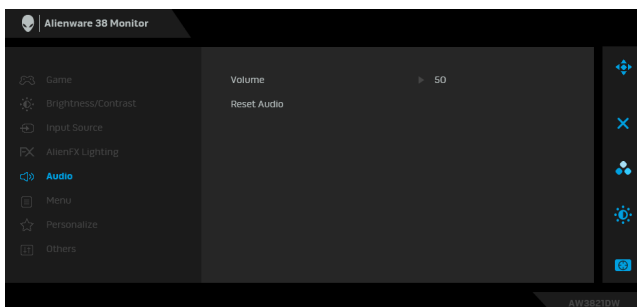 Alienware 38 Monitor
Game
Brightness/Contrast
Input Source
AlienFX Lighting
Audio
Menu
Personalize
Others
Volume 50
Reset Audio
AW3821DW